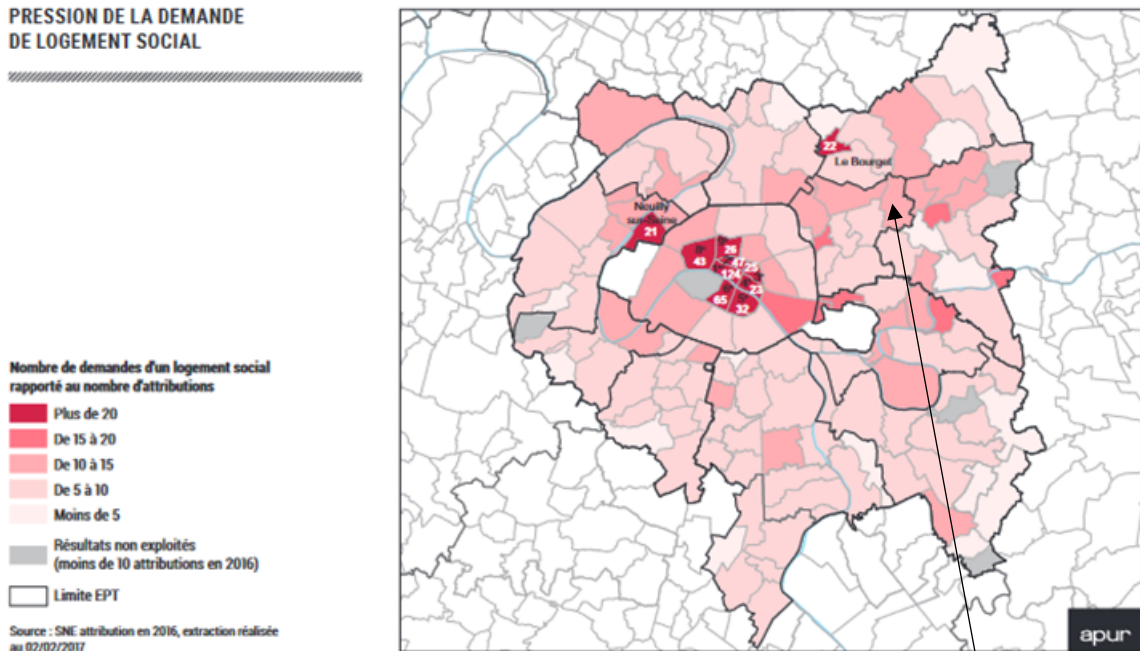 PRESSION DE LA DEMANDE
DE LOGEMENT SOCIAL
22
Le Bourget
Neuilly
sur-Seine
21
26
43
47
25
124
23
65
32
Nombre de demandes d'un logement social
rapporté au nombre d'attributions
Plus de 20
De 15 à 20
De 10 à 15
De 5 à 10
Moins de 5
Résultats non exploités
(moins de 10 attributions en 2016)
Limite EPT
Source : SNE attribution en 2016, extraction réalisée
au 02/02/2017
apur